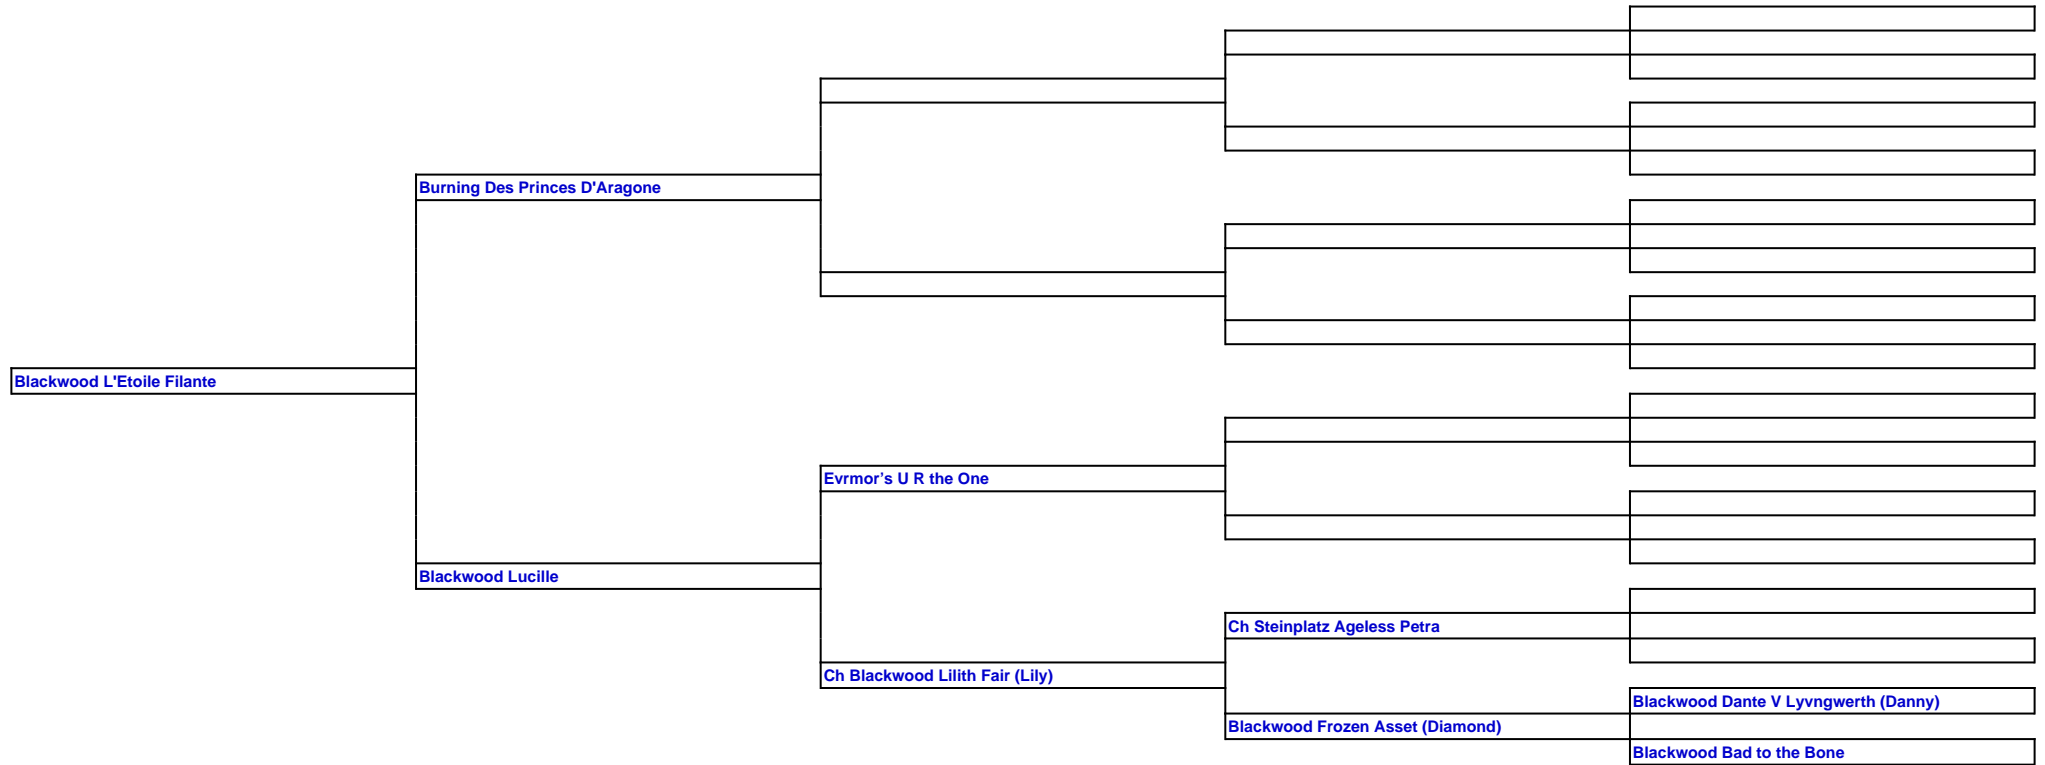 Burning Des Princes D'Aragone
Blackwood L'Etoile Filante
Evrmor’s U R the One
Blackwood Lucille
Ch Steinplatz Ageless Petra
Ch Blackwood Lilith Fair (Lily)
Blackwood Dante V Lyvngwerth (Danny)
Blackwood Frozen Asset (Diamond)
Blackwood Bad to the Bone